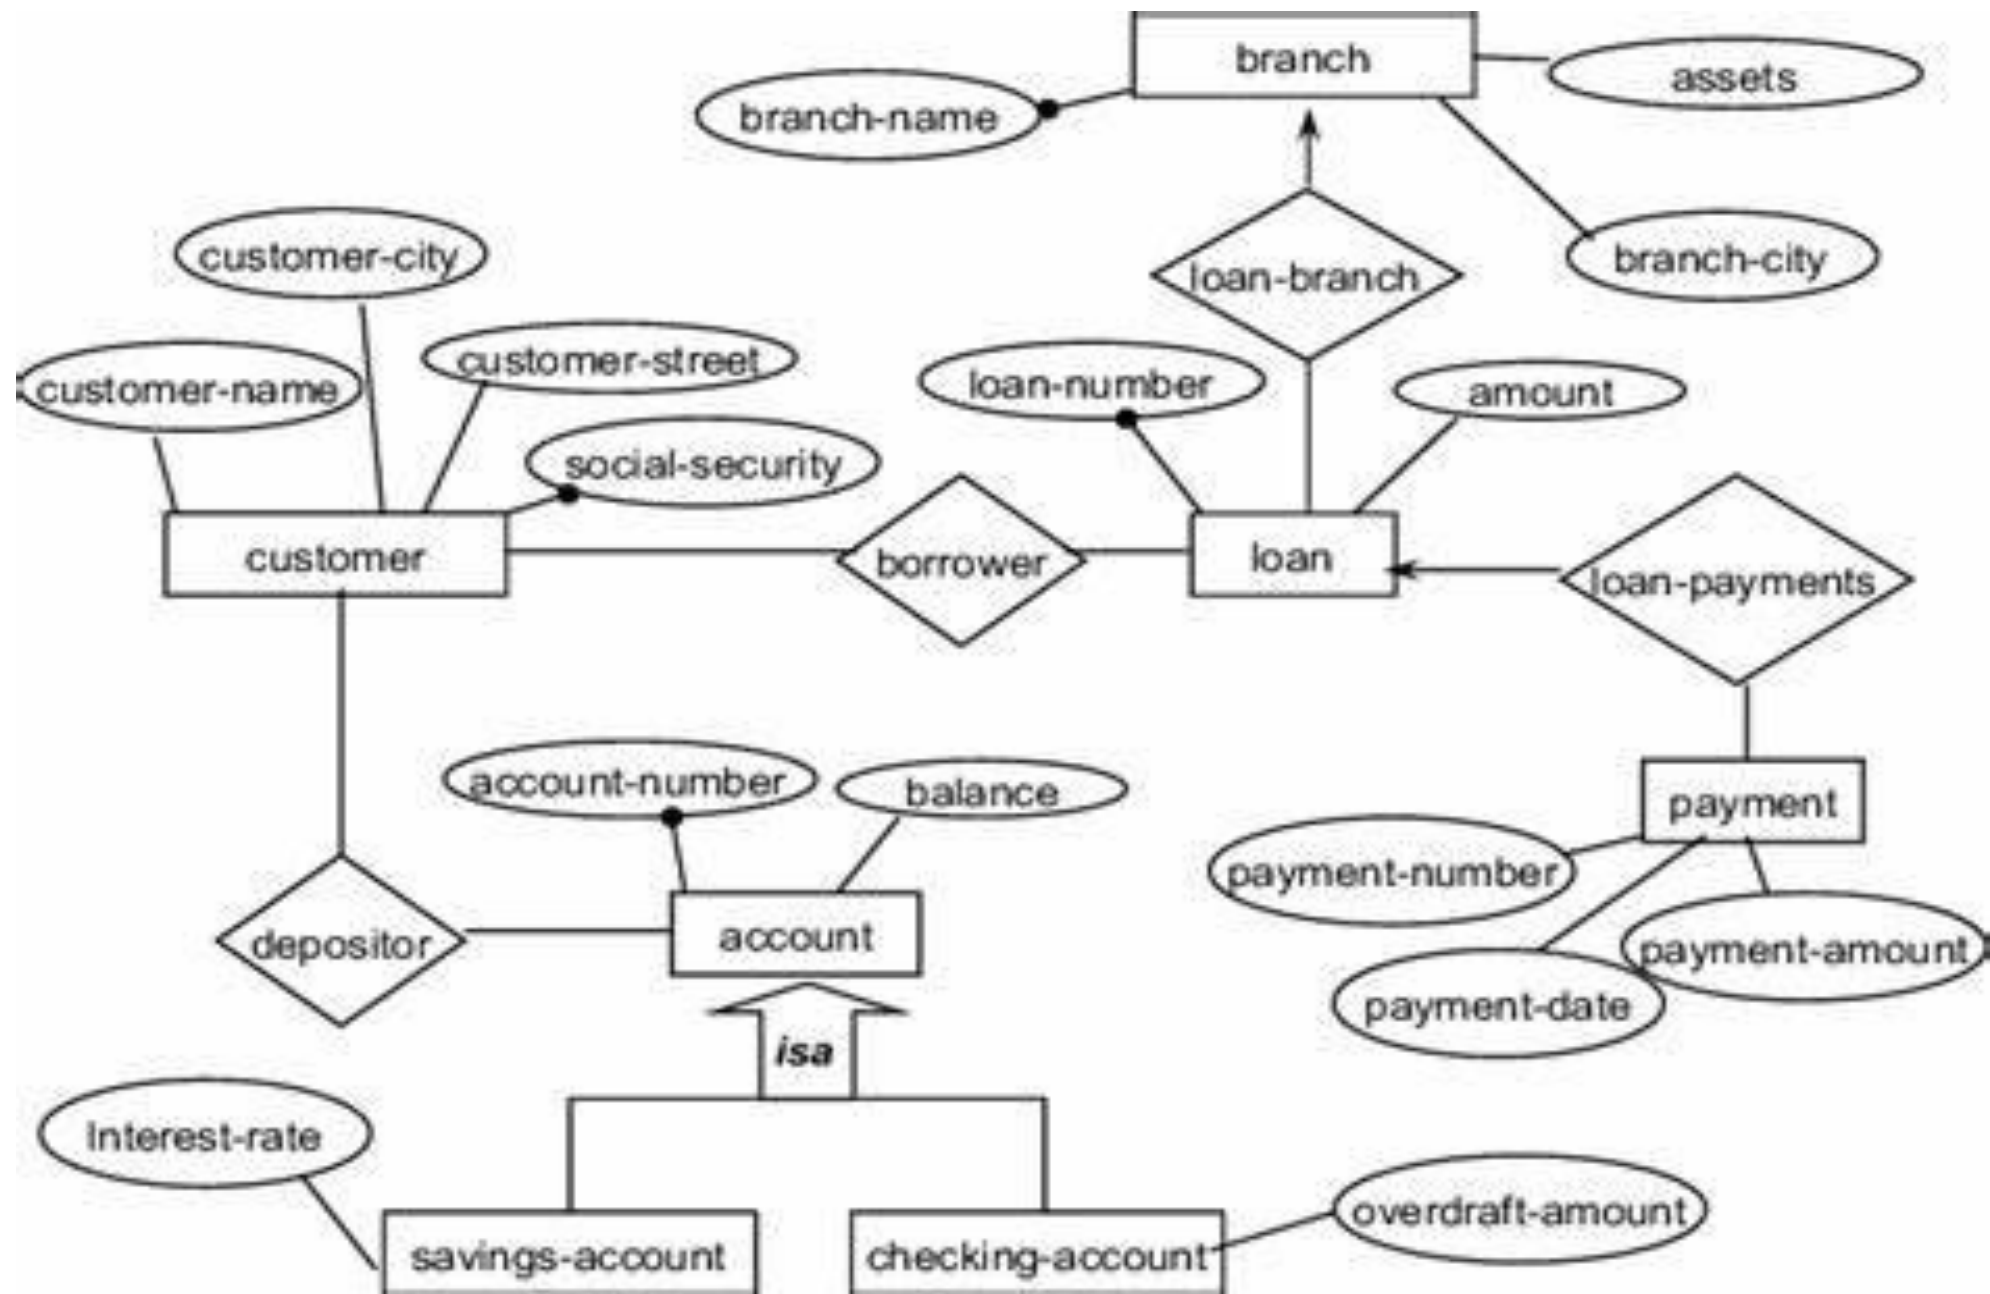 branch
assets
branch-name
customer-city
loan-branch
branch-city
customer-name
customer-street
loan-number
amount
social-security
customer
borrower
loan
loan-payments
account-number
balance
payment
payment-number
depositor
account
payment-amount
payment-date
isa
Interest-rate
overdraft-amount
savings-account
checking-account